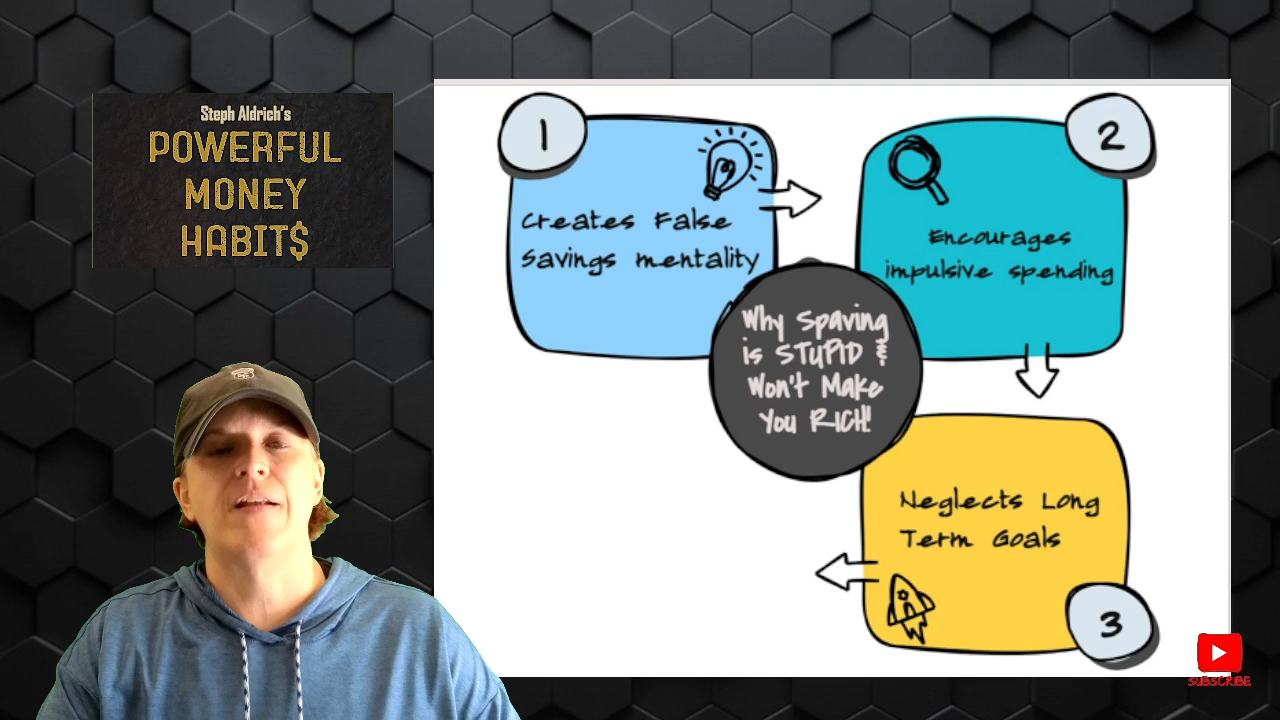 Steph Aldrich's
POWERFUL
MONEY
HABIT$
1
Creates False
Savings mentality
2
Encourages
impulsive spending
Why Spaving
is STUPID &
Won't Make
You RICH!
Neglects Long
Term Goals
3
SUBSCRIBE